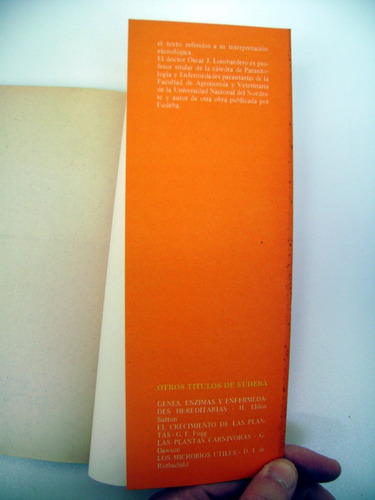 el texto referidos a su interpretación
etimológica.
El doctor Oscar J. Lombardero es pro-
fesor titular de la cátedra de Parasito-
logía y Enfermedades parasitarias de la
Facultad de Agronomía y Veterinaria
de la Universidad Nacional del Nordes-
te y autor de otra obra publicada por
Eudeba.
OTROS TITULOS DE EUDEBA
GENES, ENZIMAS Y ENFERMEDA-
DES HEREDITARIAS - H. Eldon
Sutton
EL CRECIMIENTO DE LAS PLAN-
TAS - G. E. Fogg
LAS PLANTAS CARNIVORAS - G.
Dawson
LOS MICROBIOS UTILES - D. I. de
Rothschild